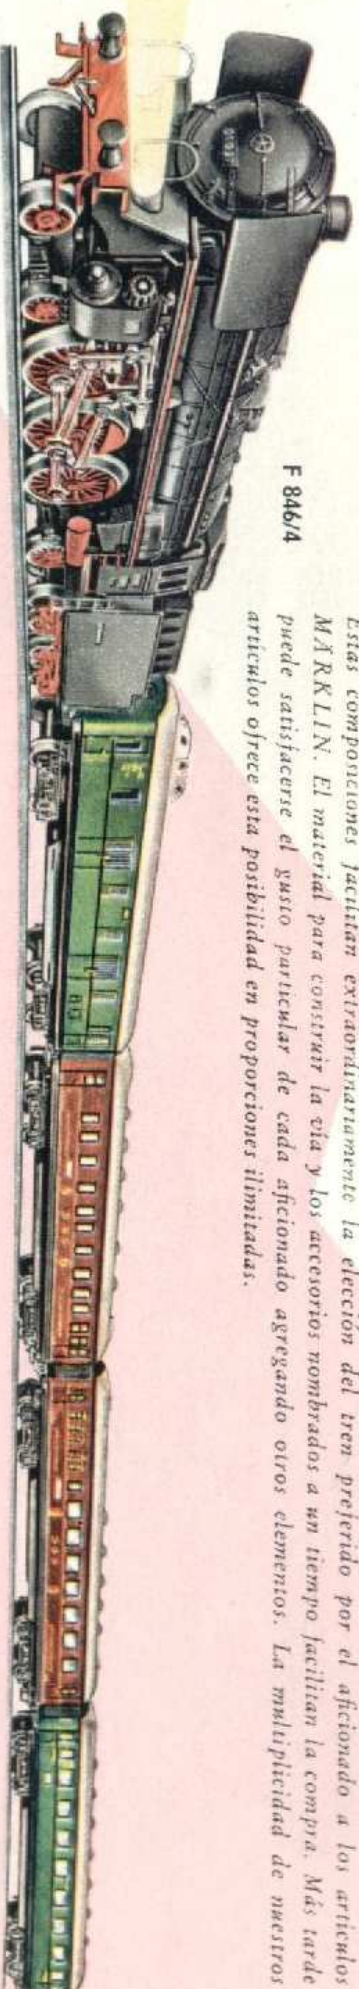 Estas composiciones facilitan extraordinariamente la elección del tren preferido por el aficionado a los artículos
MÄRKLIN. El material para construir la vía y los accesorios nombrados a un tiempo facilitan la compra. Más tarde
puede satisfacerse el gusto particular de cada aficionado agregando otros elementos. La multiplicidad de nuestros
artículos ofrece esta posibilidad en proporciones ilimitadas.
F 846/4